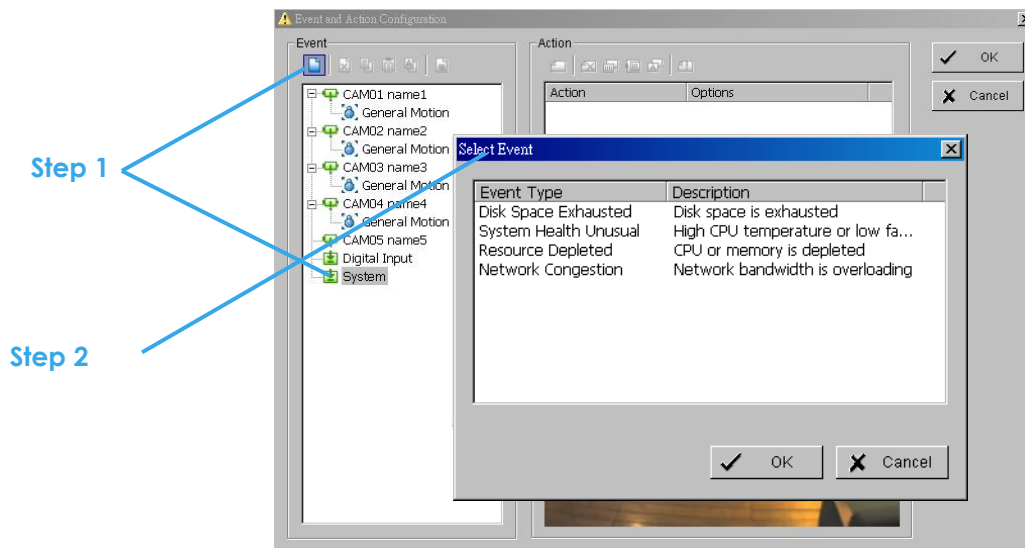 Event and Action Configuration
Event
Action
OK
Cancel
Action Options
CAM01 name1
General Motion
CAM02 name2
General Motion
CAM03 name3
General Motion
CAM04 name4
General Motion
CAM05 name5
Digital Input
System
Step 1
Step 2
Select Event
Event Type Description
Disk Space Exhausted Disk space is exhausted
System Health Unusual High CPU temperature or low fa...
Resource Depleted CPU or memory is depleted
Network Congestion Network bandwidth is overloading
OK
Cancel